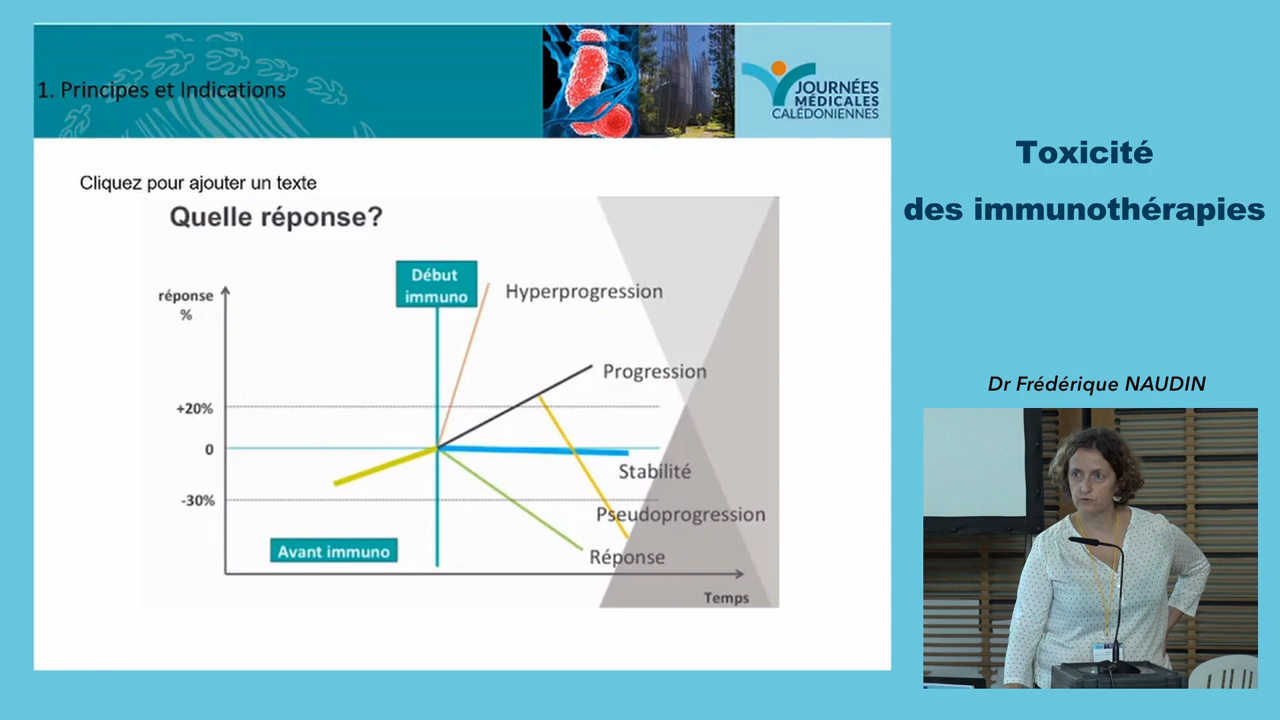 1. Principes et Indications
JOURNÉES
MÉDICALES
CALÉDONIENNES
Cliquez pour ajouter un texte
Quelle réponse?
Début
immuno
réponse
%
Hyperprogression
Progression
+20%
0
Stabilité
-30%
Pseudoprogression
Avant immuno
Réponse
Temps
Toxicité
des immunothérapies
Dr Frédérique NAUDIN